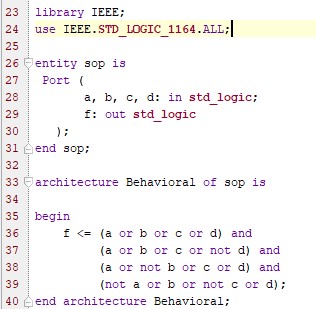 23 library IEEE;
24 use IEEE.STD_LOGIC_1164.ALL;
25
26 entity sop is
27 Port (
28 a, b, c, d: in std_logic;
29 f: out std_logic
30 );
31 end sop;
32
33 architecture Behavioral of sop is
34
35 begin
36 f <= (a or b or c or d) and
37 (a or b or c or not d) and
38 (a or not b or c or d) and
39 (not a or b or not c or d);
40 end architecture Behavioral;